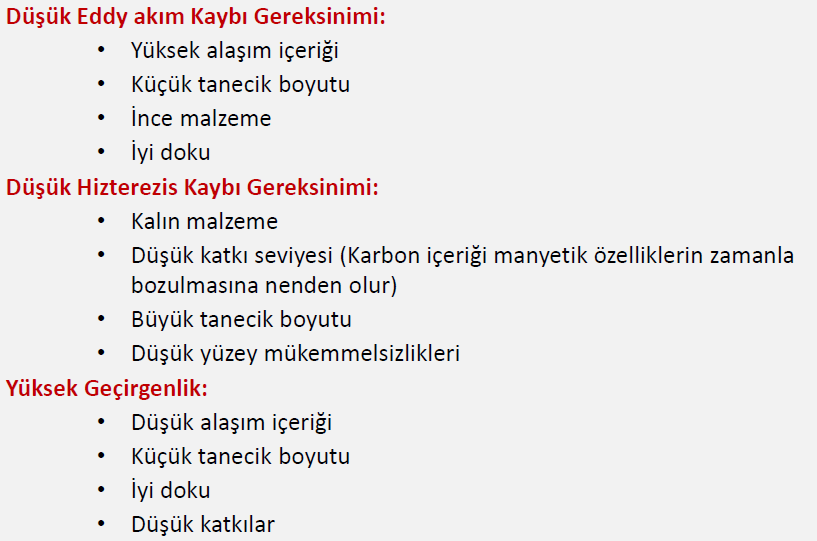 Düşük Eddy akım Kaybı Gereksinimi:
• Yüksek alaşım içeriği
• Küçük tanecik boyutu
• İnce malzeme
• İyi doku
Düşük Hizterezis Kaybı Gereksinimi:
• Kalın malzeme
• Düşük katkı seviyesi (Karbon içeriği manyetik özelliklerin zamanla
bozulmasına nenden olur)
• Büyük tanecik boyutu
• Düşük yüzey mükemmelsizlikleri
Yüksek Geçirgenlik:
• Düşük alaşım içeriği
• Küçük tanecik boyutu
• İyi doku
• Düşük katkılar